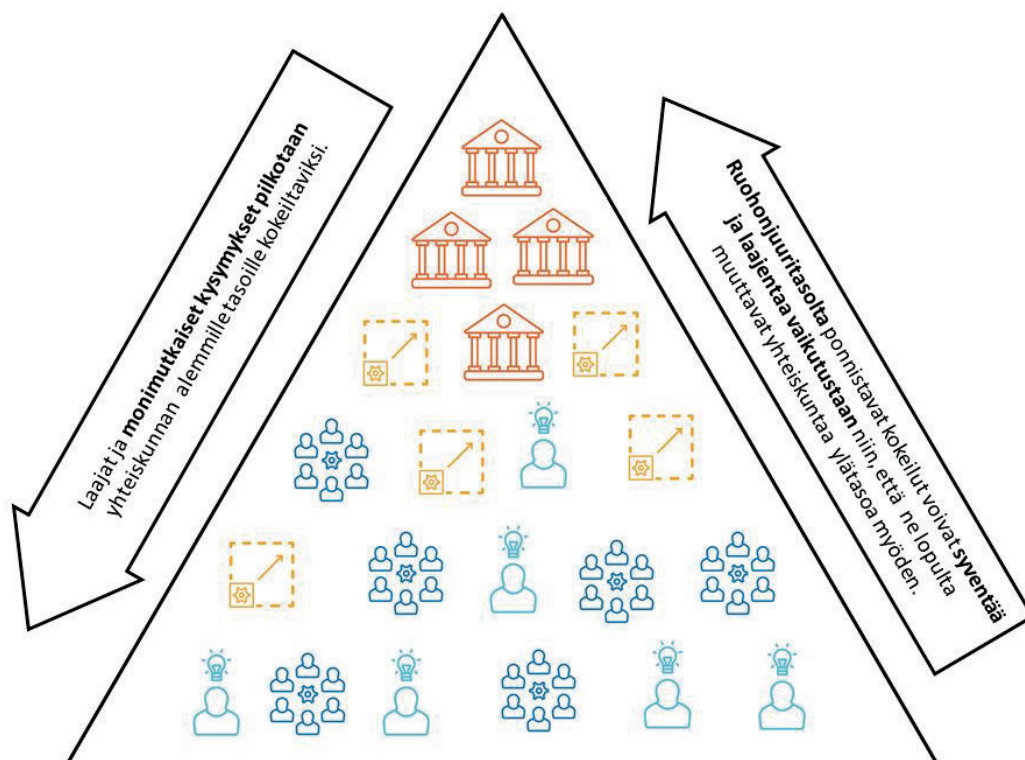 Laajat ja monimutkaiset kysymykset pilkotaan
yhteiskunnan alemmille tasoille kokeiltaviksi.
Ruohonjuuritasolta ponnistavat kokeilut voivat syventää
ja laajentaa vaikutustaan niin, että ne lopulta
muuttavat yhteiskuntaa ylätasoa myöden.